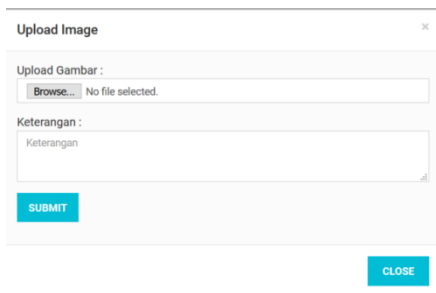 Upload Image
×
Upload Gambar :
Browse... No file selected.
Keterangan :
Keterangan
SUBMIT
CLOSE